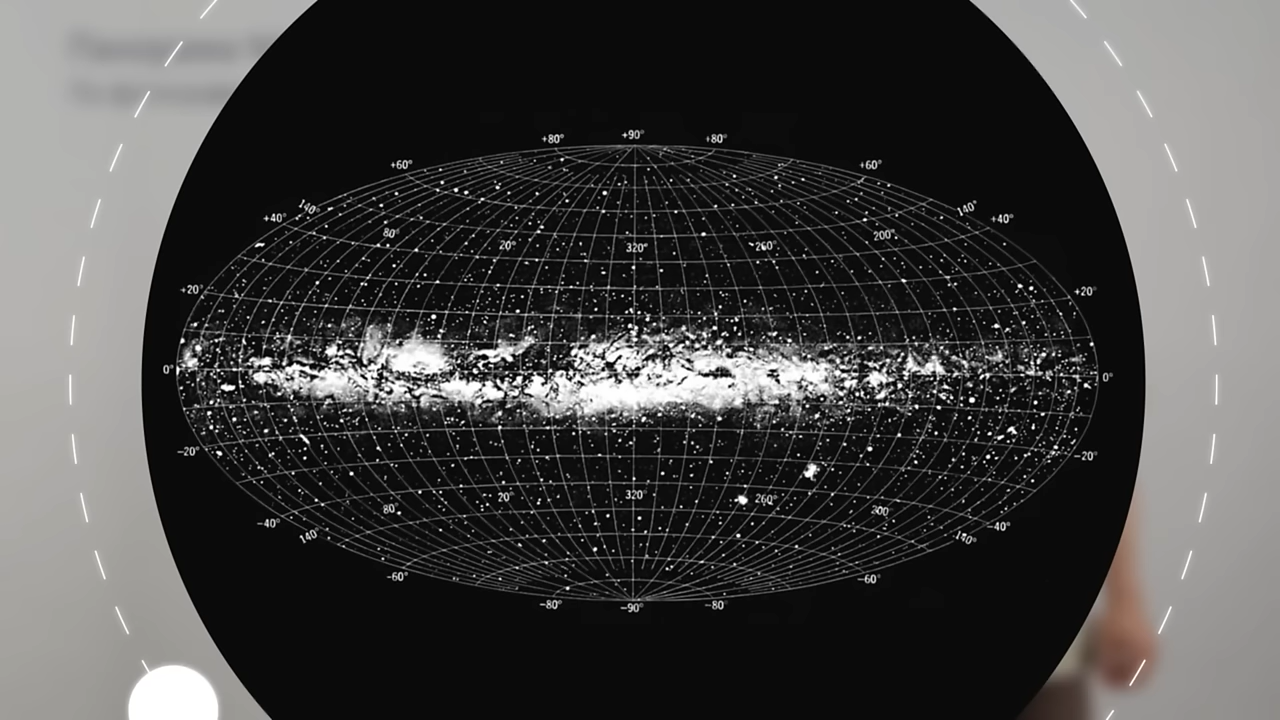 +80° +90° +80°
+60° +60°
+40° 140° 140° +40°
80° 20° 320° 260° 200°
+20° +20°
0° 0°
−20° −20°
80° 20° 320° 260° 200°
−40° 140° 140° −40°
−60° −60°
−80° −90° −80°